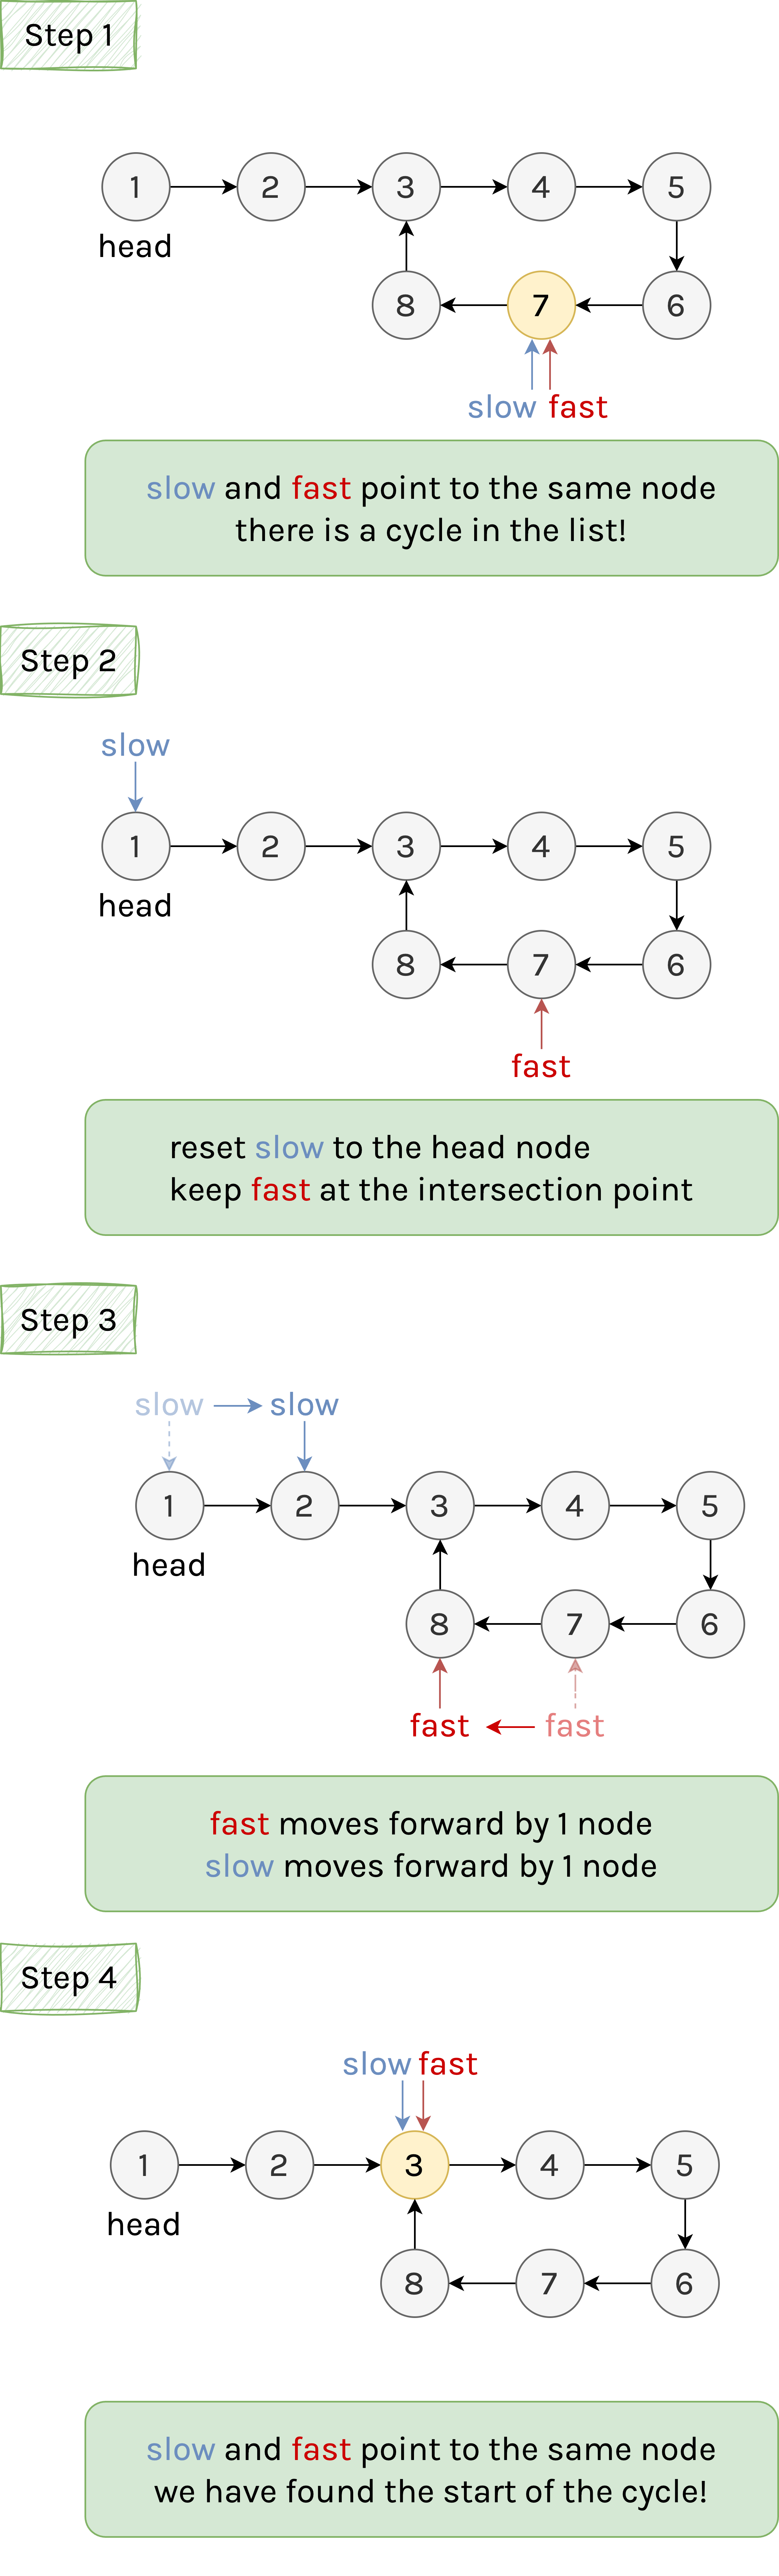 Step 1
1 2 3 4 5
head
8 7 6
slow fast
slow and fast point to the same node
there is a cycle in the list!
Step 2
slow
1 2 3 4 5
head
8 7 6
fast
reset slow to the head node
keep fast at the intersection point
Step 3
slow slow
1 2 3 4 5
head
8 7 6
fast fast
fast moves forward by 1 node
slow moves forward by 1 node
Step 4
slow fast
1 2 3 4 5
head
8 7 6
slow and fast point to the same node
we have found the start of the cycle!